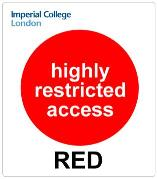 Imperial College
London
highly
restricted
access
RED